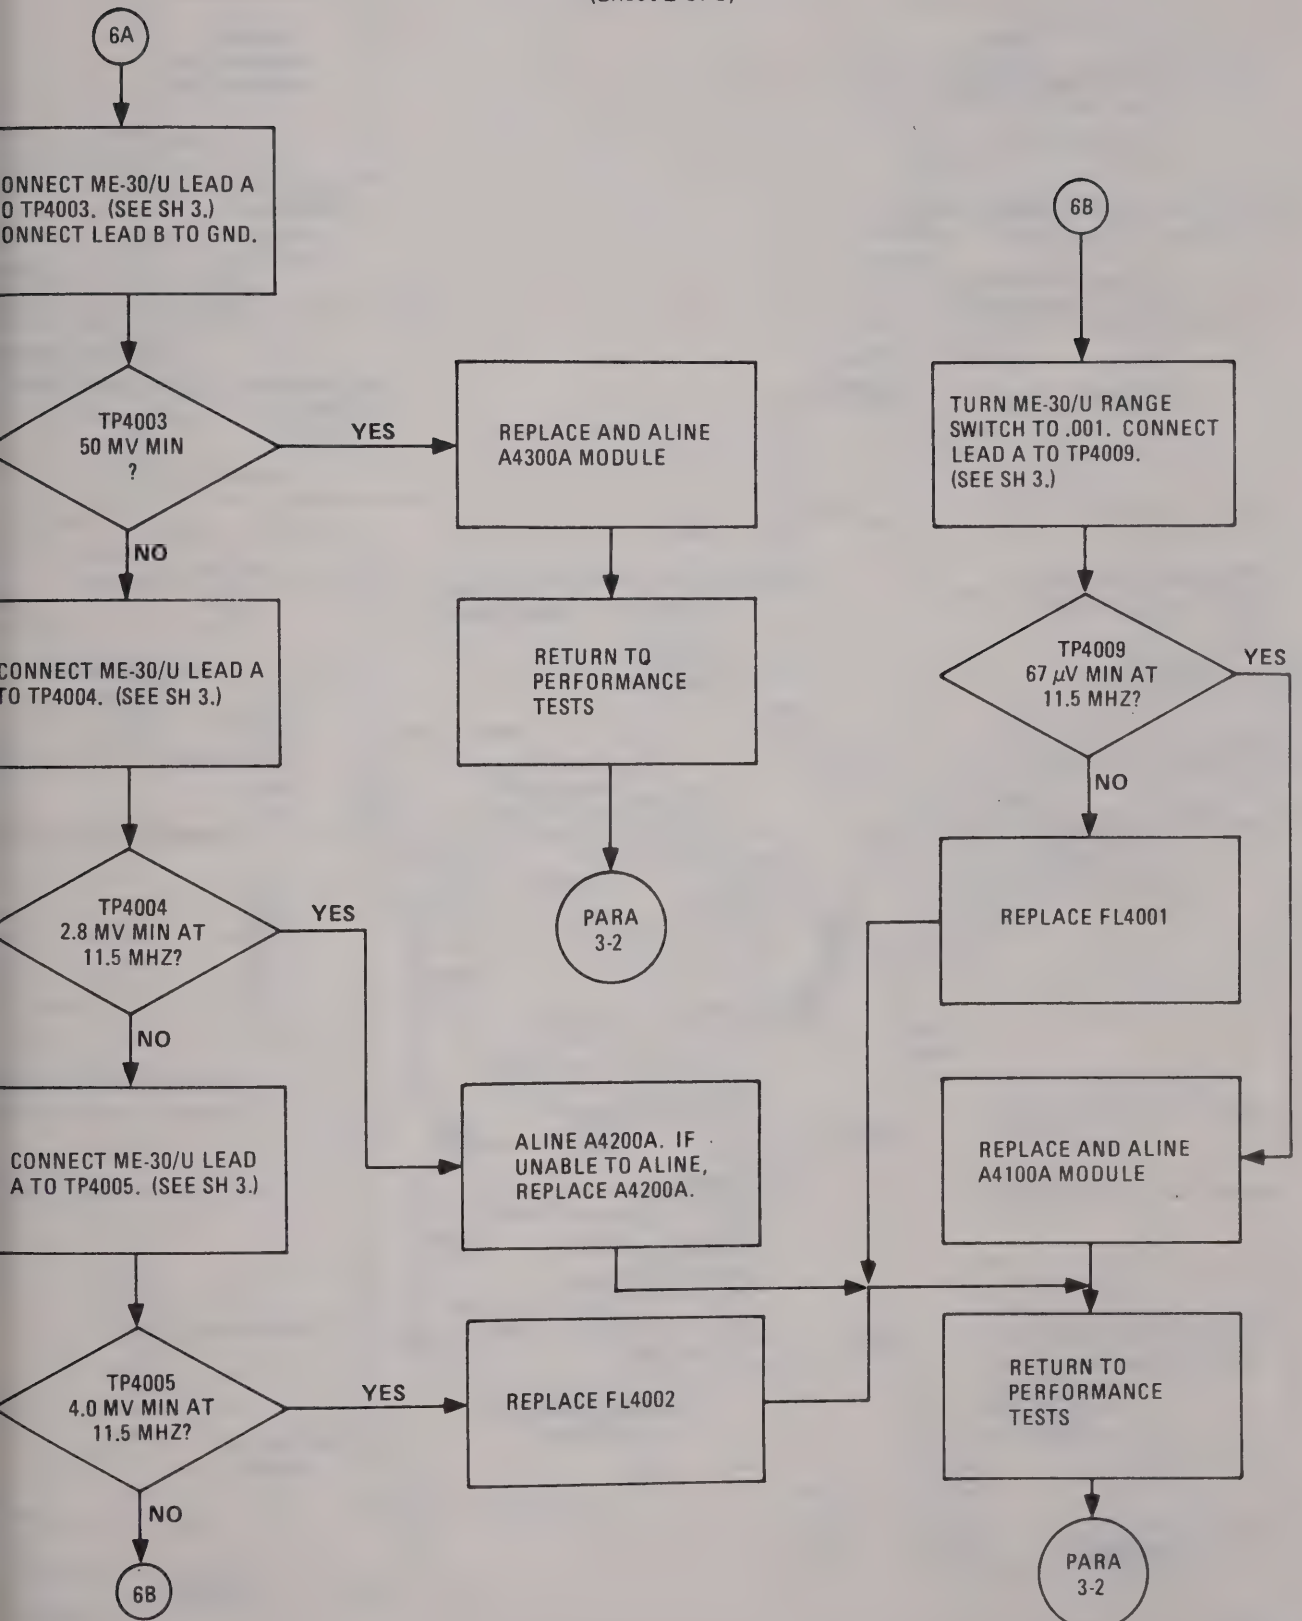 6A
ONNECT ME-30/U LEAD A
O TP4003. (SEE SH 3.)
ONNECT LEAD B TO GND.
TP4003
50 MV MIN
?
YES
NO
REPLACE AND ALINE
A4300A MODULE
RETURN TO
PERFORMANCE
TESTS
PARA
3-2
CONNECT ME-30/U LEAD A
TO TP4004. (SEE SH 3.)
TP4004
2.8 MV MIN AT
11.5 MHZ?
YES
NO
ALINE A4200A. IF
UNABLE TO ALINE,
REPLACE A4200A.
CONNECT ME-30/U LEAD
A TO TP4005. (SEE SH 3.)
TP4005
4.0 MV MIN AT
11.5 MHZ?
YES
REPLACE FL4002
NO
6B
6B
TURN ME-30/U RANGE
SWITCH TO .001. CONNECT
LEAD A TO TP4009.
(SEE SH 3.)
TP4009
67 μV MIN AT
11.5 MHZ?
YES
NO
REPLACE FL4001
REPLACE AND ALINE
A4100A MODULE
RETURN TO
PERFORMANCE
TESTS
PARA
3-2